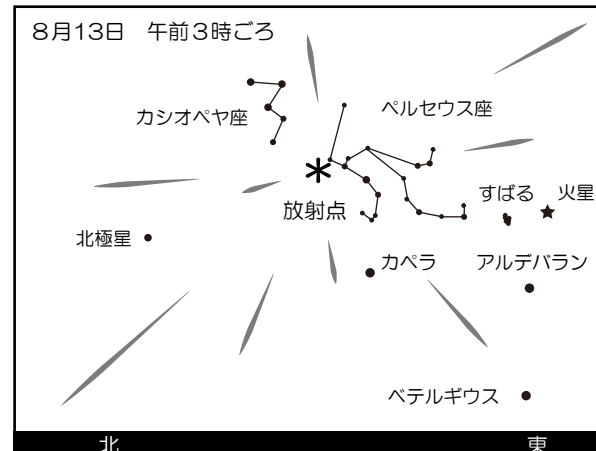 8月13日　午前3時ごろ
カシオペヤ座
ペルセウス座
放射点
すばる
火星
北極星
カペラ
アルデバラン
ベテルギウス
北
東